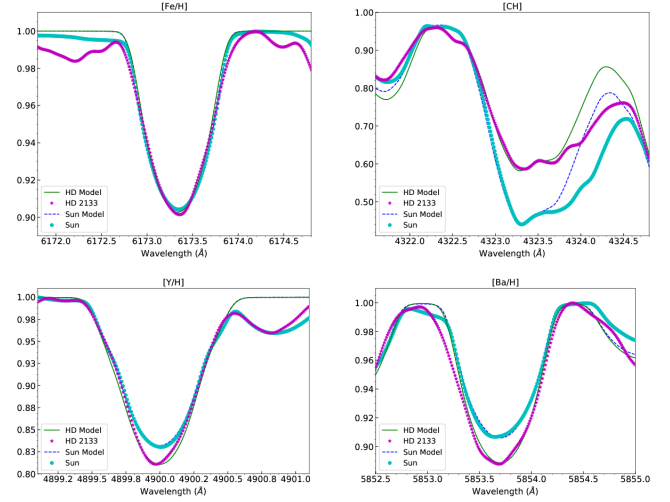 [Fe/H]
1.00
0.98
0.96
0.94
0.92
0.90
HD Model
HD 2133
Sun Model
Sun
6172.0 6172.5 6173.0 6173.5 6174.0 6174.5
Wavelength (Å)
[CH]
1.00
0.90
0.80
0.70
0.60
0.50
HD Model
HD 2133
Sun Model
Sun
4322.0 4322.5 4323.0 4323.5 4324.0 4324.5
Wavelength (Å)
[Y/H]
1.00
0.98
0.95
0.93
0.90
0.88
0.85
0.83
0.80
HD Model
HD 2133
Sun Model
Sun
4899.2 4899.5 4899.8 4900.0 4900.2 4900.5 4900.8 4901.0
Wavelength (Å)
[Ba/H]
1.00
0.98
0.96
0.94
0.92
0.90
HD Model
HD 2133
Sun Model
Sun
5852.5 5853.0 5853.5 5854.0 5854.5 5855.0
Wavelength (Å)